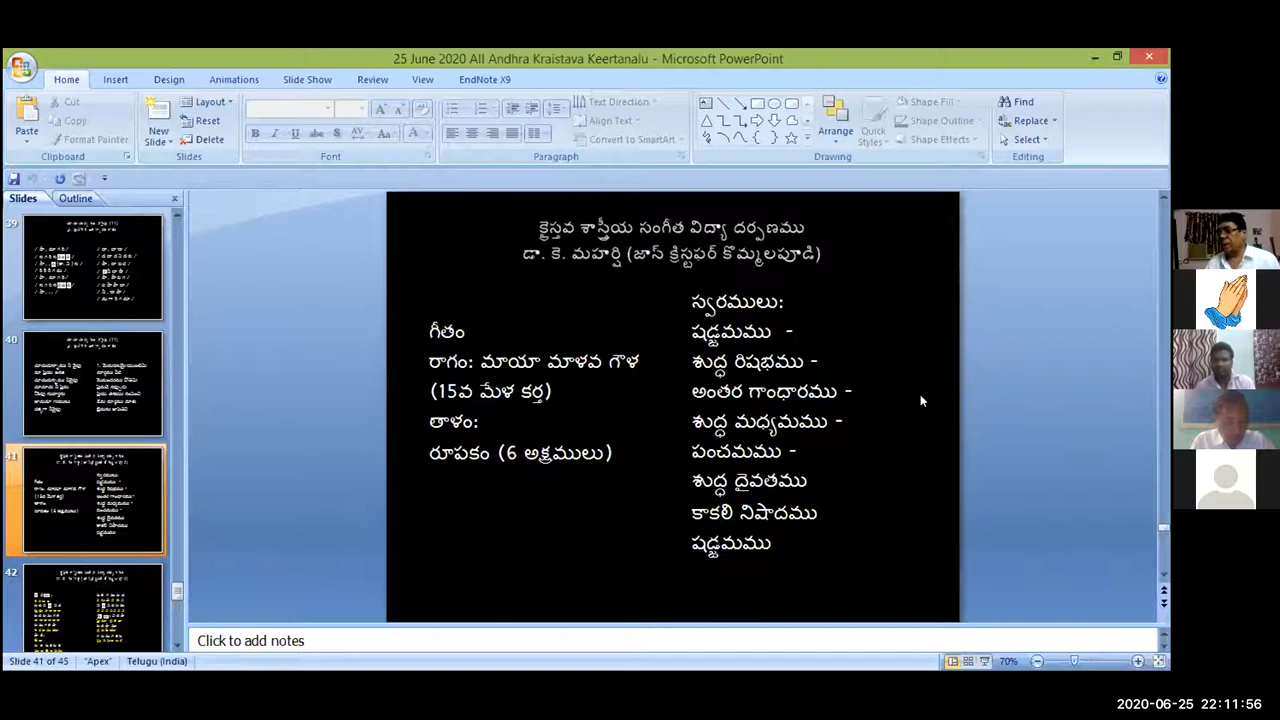 25 June 2020 All Andhra Kraistava Keertanalu - Microsoft PowerPoint
Home Insert Design Animations Slide Show Review View EndNote X9
Paste
Cut
Copy
Format Painter
Clipboard
New Slide
Layout
Reset
Delete
Slides
Font
Text Direction
Align Text
Convert to SmartArt
Paragraph
Arrange
Quick Styles
Shape Fill
Shape Outline
Shape Effects
Drawing
Find
Replace
Select
Editing
Slides Outline
39
40
41
42
క్రైస్తవ శాస్త్రీయ సంగీత విద్యా దర్పణము
డా. కె. మహర్షి (జాస్ క్రిస్టఫర్ కొమ్మలపూడి)
గీతం
రాగం: మాయా మాళవ గౌళ
(15వ మేళ కర్త)
తాళం:
రూపకం (6 అక్షరములు)
స్వరములు:
షడ్జమము -
శుద్ధ రిషభము -
అంతర గాంధారము -
శుద్ధ మధ్యమము -
పంచమము -
శుద్ధ దైవతము
కాకలి నిషాదము
షడ్జమము
Click to add notes
Slide 41 of 45 "Apex" Telugu (India) 70%
2020-06-25 22:11:56